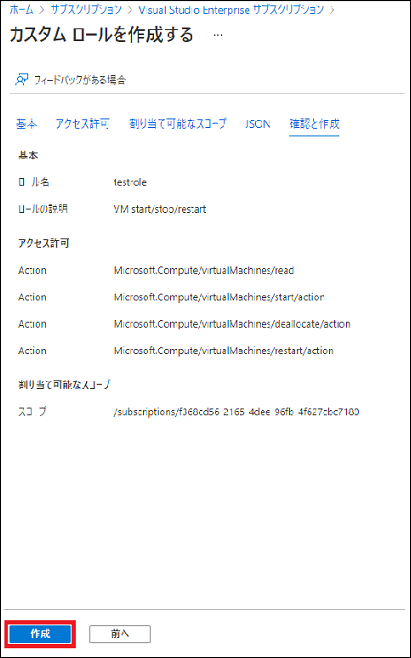 ホーム > サブスクリプション > Visual Studio Enterprise サブスクリプション >
カスタム ロールを作成する ...
フィードバックがある場合
基本 アクセス許可 割り当て可能なスコープ JSON 確認と作成
基本
ロール名 testrole
ロールの説明 VM start/stop/restart
アクセス許可
Action Microsoft.Compute/virtualMachines/read
Action Microsoft.Compute/virtualMachines/start/action
Action Microsoft.Compute/virtualMachines/deallocate/action
Action Microsoft.Compute/virtualMachines/restart/action
割り当て可能なスコープ
スコープ /subscriptions/f368cd56-2165-4dee-96fb-4f627cbc7180
作成 前へ